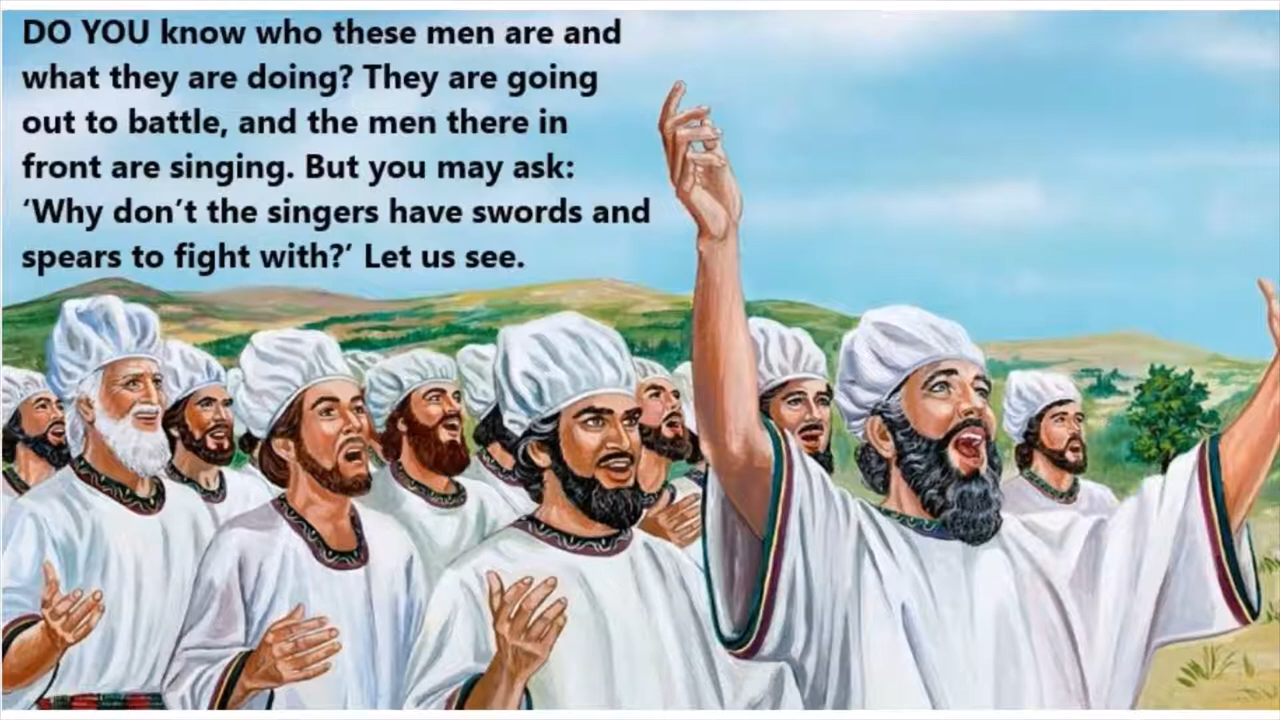 DO YOU know who these men are and
what they are doing? They are going
out to battle, and the men there in
front are singing. But you may ask:
‘Why don’t the singers have swords and
spears to fight with?’ Let us see.